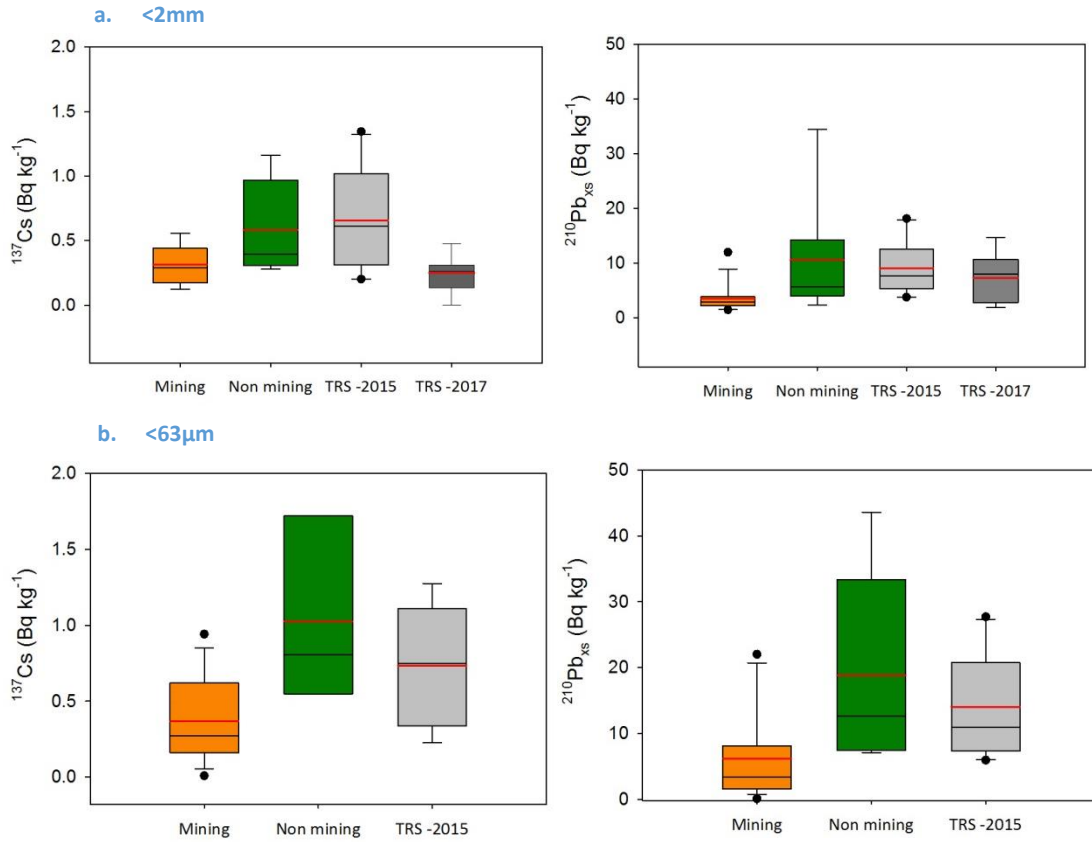 a. <2mm
2.0
1.5
1.0
0.5
0.0
¹³⁷Cs (Bq kg⁻¹)
Mining Non mining TRS -2015 TRS -2017
50
40
30
20
10
0
²¹⁰Pbₓₛ (Bq kg⁻¹)
Mining Non mining TRS -2015 TRS -2017
b. <63µm
2.0
1.5
1.0
0.5
0.0
¹³⁷Cs (Bq kg⁻¹)
Mining Non mining TRS -2015
50
40
30
20
10
0
²¹⁰Pbₓₛ (Bq kg⁻¹)
Mining Non mining TRS -2015